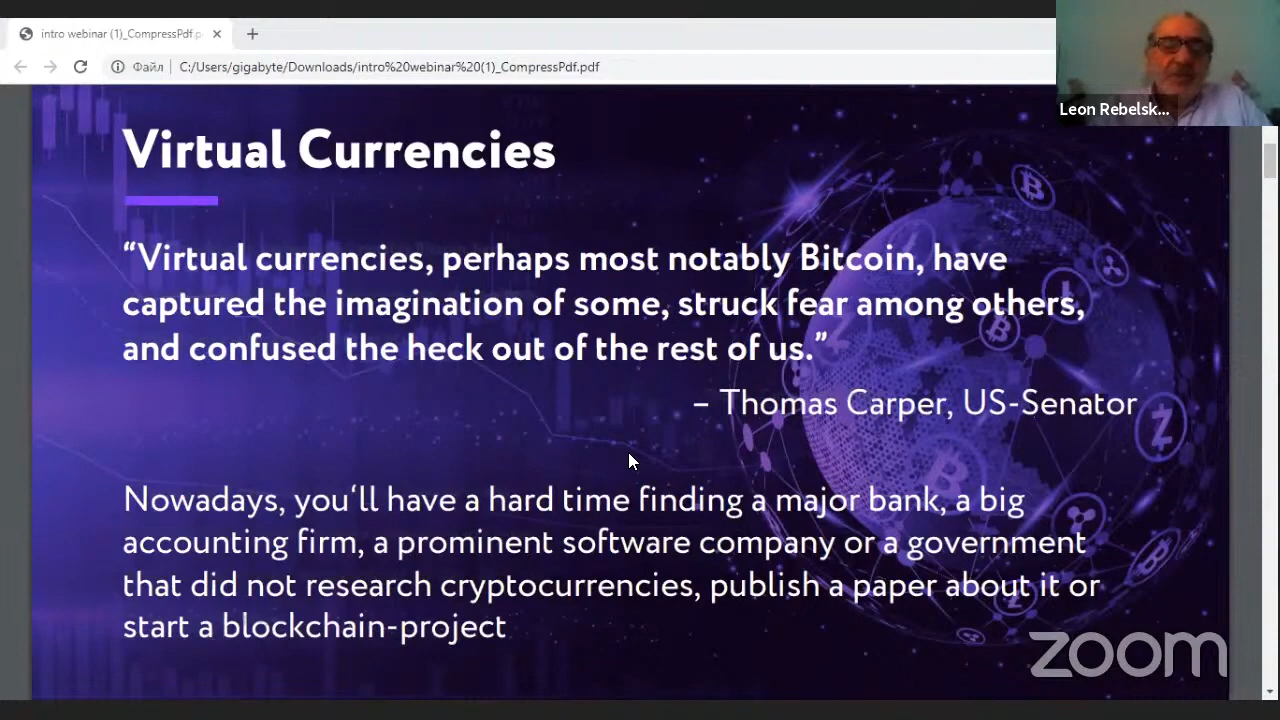 intro webinar (1)_CompressPdf.p
Файл
C:/Users/gigabyte/Downloads/intro%20webinar%20(1)_CompressPdf.pdf
Leon Rebelsk...
Virtual Currencies
“Virtual currencies, perhaps most notably Bitcoin, have
captured the imagination of some, struck fear among others,
and confused the heck out of the rest of us.”
– Thomas Carper, US-Senator
Nowadays, you‘ll have a hard time finding a major bank, a big
accounting firm, a prominent software company or a government
that did not research cryptocurrencies, publish a paper about it or
start a blockchain-project
zoom